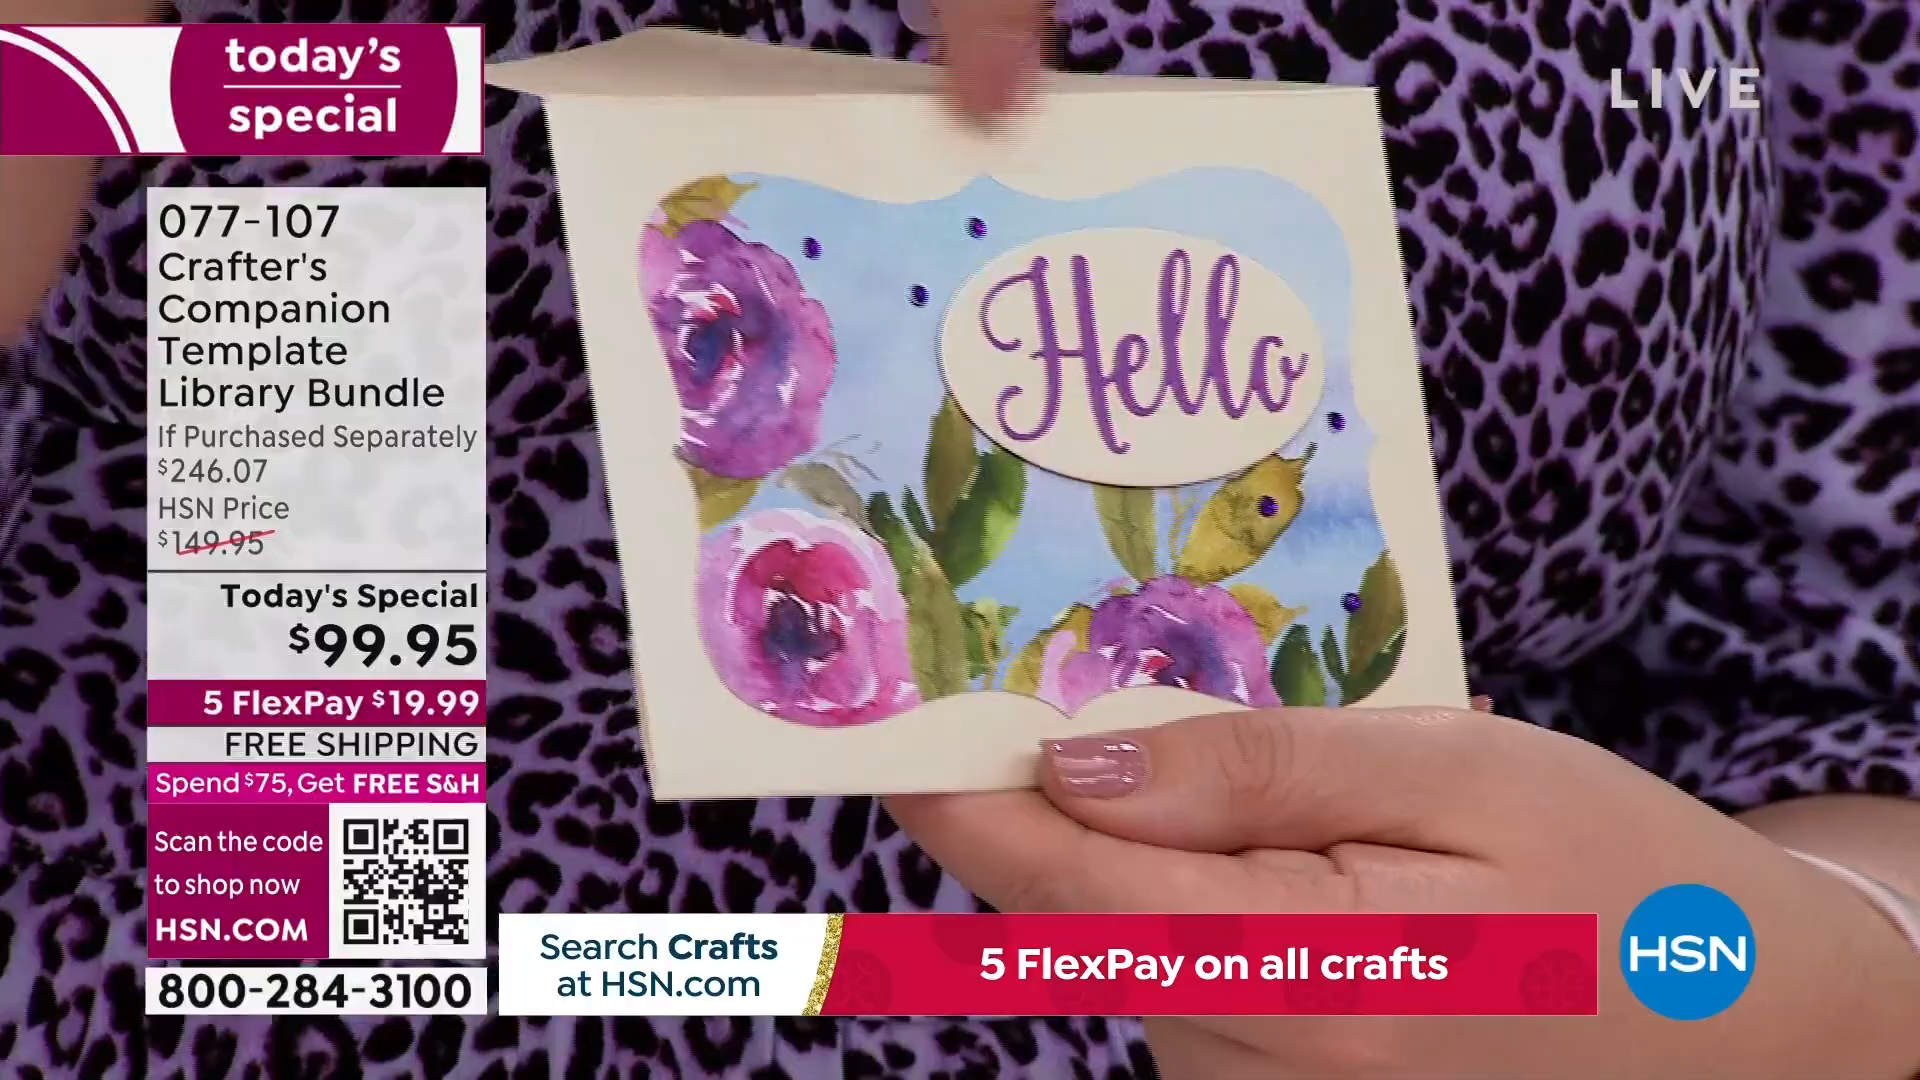 today's
special
LIVE
077-107
Crafter's
Companion
Template
Library Bundle
If Purchased Separately
$246.07
HSN Price
$149.95
Today's Special
$99.95
5 FlexPay $19.99
FREE SHIPPING
Spend $75, Get FREE S&H
Scan the code
to shop now
HSN.COM
800-284-3100
Hello
Search Crafts
at HSN.com
5 FlexPay on all crafts
HSN